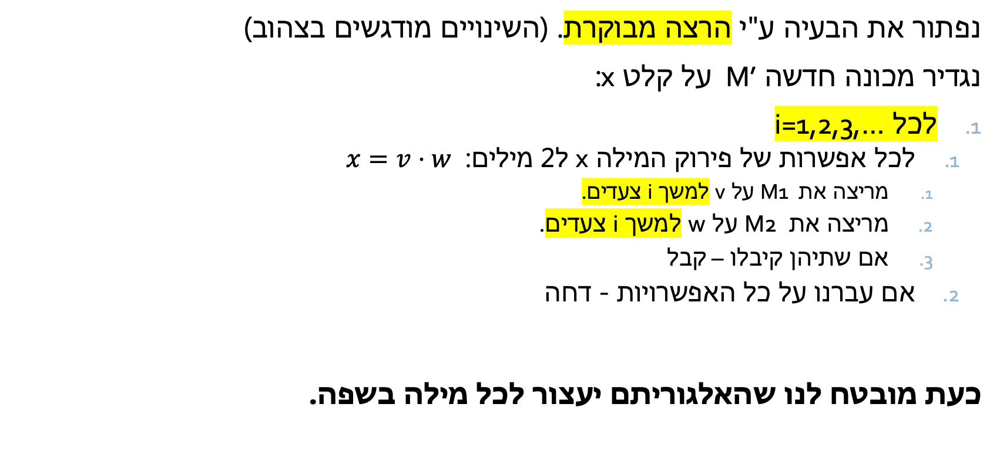 נפתור את הבעיה ע"י הרצה מבוקרת. (השינויים מודגשים בצהוב)
נגדיר מכונה חדשה M’ על קלט x:
1. לכל i=1,2,3,…
1. לכל אפשרות של פירוק המילה x ל2 מילים: x = v · w
1. מריצה את M1 על v למשך i צעדים.
2. מריצה את M2 על w למשך i צעדים.
3. אם שתיהן קיבלו – קבל
2. אם עברנו על כל האפשרויות - דחה
כעת מובטח לנו שהאלגוריתם יעצור לכל מילה בשפה.